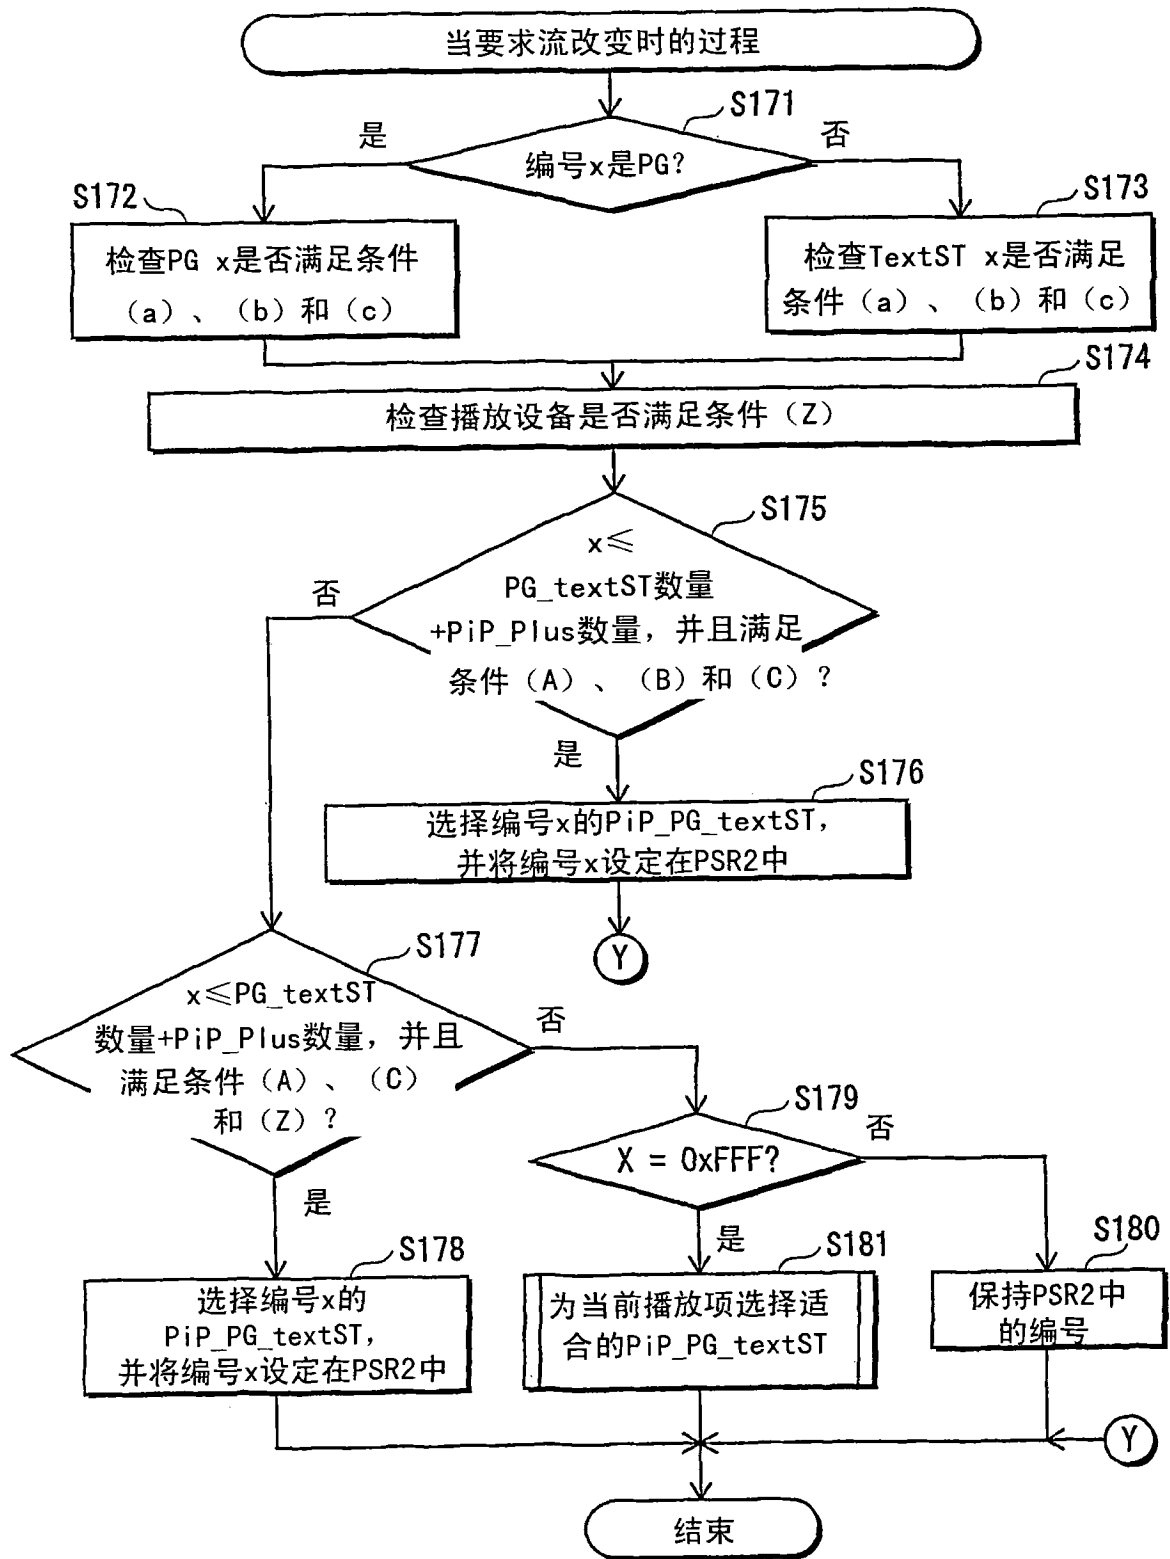 当要求流改变时的过程
S171
是
否
编号x是PG?
S172
S173
检查PG x是否满足条件
(a)、(b)和(c)
检查TextST x是否满足
条件(a)、(b)和(c)
S174
检查播放设备是否满足条件(Z)
S175
x≤
PG_textST数量
+PiP_Plus数量,并且满足
条件(A)、(B)和(C)?
否
是
S176
选择编号x的PiP_PG_textST,
并将编号x设定在PSR2中
Y
S177
x≤PG_textST
数量+PiP_Plus数量,并且
满足条件(A)、(C)
和(Z)?
否
是
S179
X = 0xFFF?
否
是
S178
选择编号x的
PiP_PG_textST,
并将编号x设定在PSR2中
S181
为当前播放项选择适
合的PiP_PG_textST
S180
保持PSR2中
的编号
Y
结束